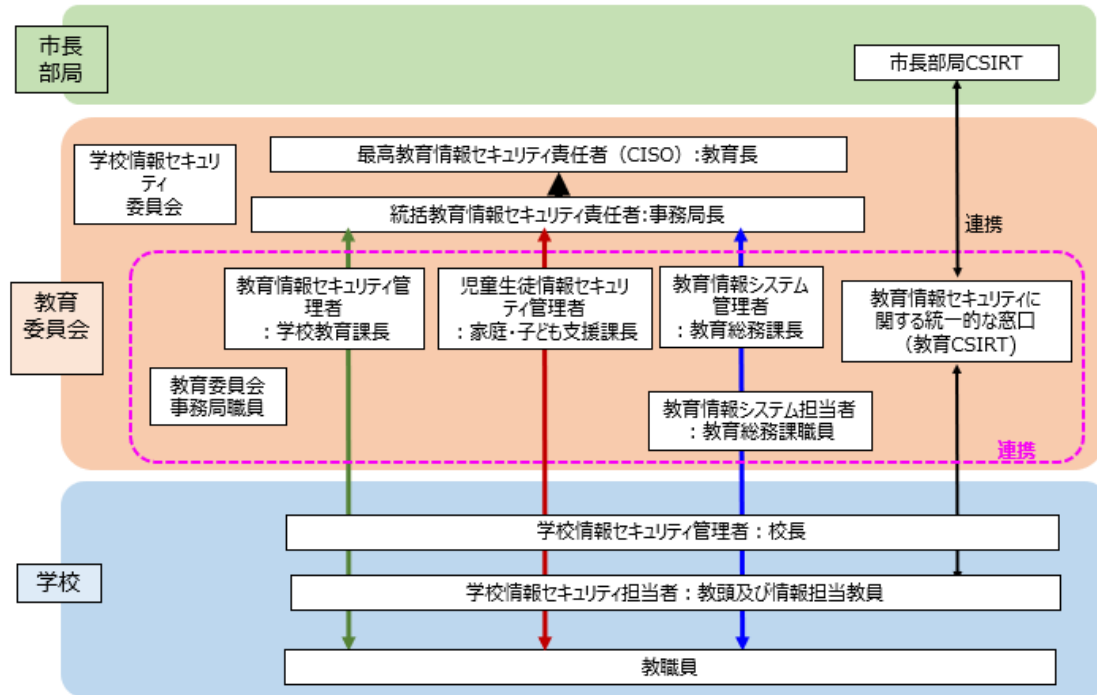 市長
部局
市長部局CSIRT
学校情報セキュリ
ティ
委員会
最高教育情報セキュリティ責任者（CISO）:教育長
統括教育情報セキュリティ責任者:事務局長
連携
教育
委員会
教育情報セキュリティ管
理者
：学校教育課長
児童生徒情報セキュリ
ティ管理者
：家庭・子ども支援課長
教育情報システム
管理者
：教育総務課長
教育情報セキュリティに
関する統一的な窓口
（教育CSIRT)
教育委員会
事務局職員
教育情報システム担当者
：教育総務課職員
連携
学校
学校情報セキュリティ管理者：校長
学校情報セキュリティ担当者：教頭及び情報担当教員
教職員